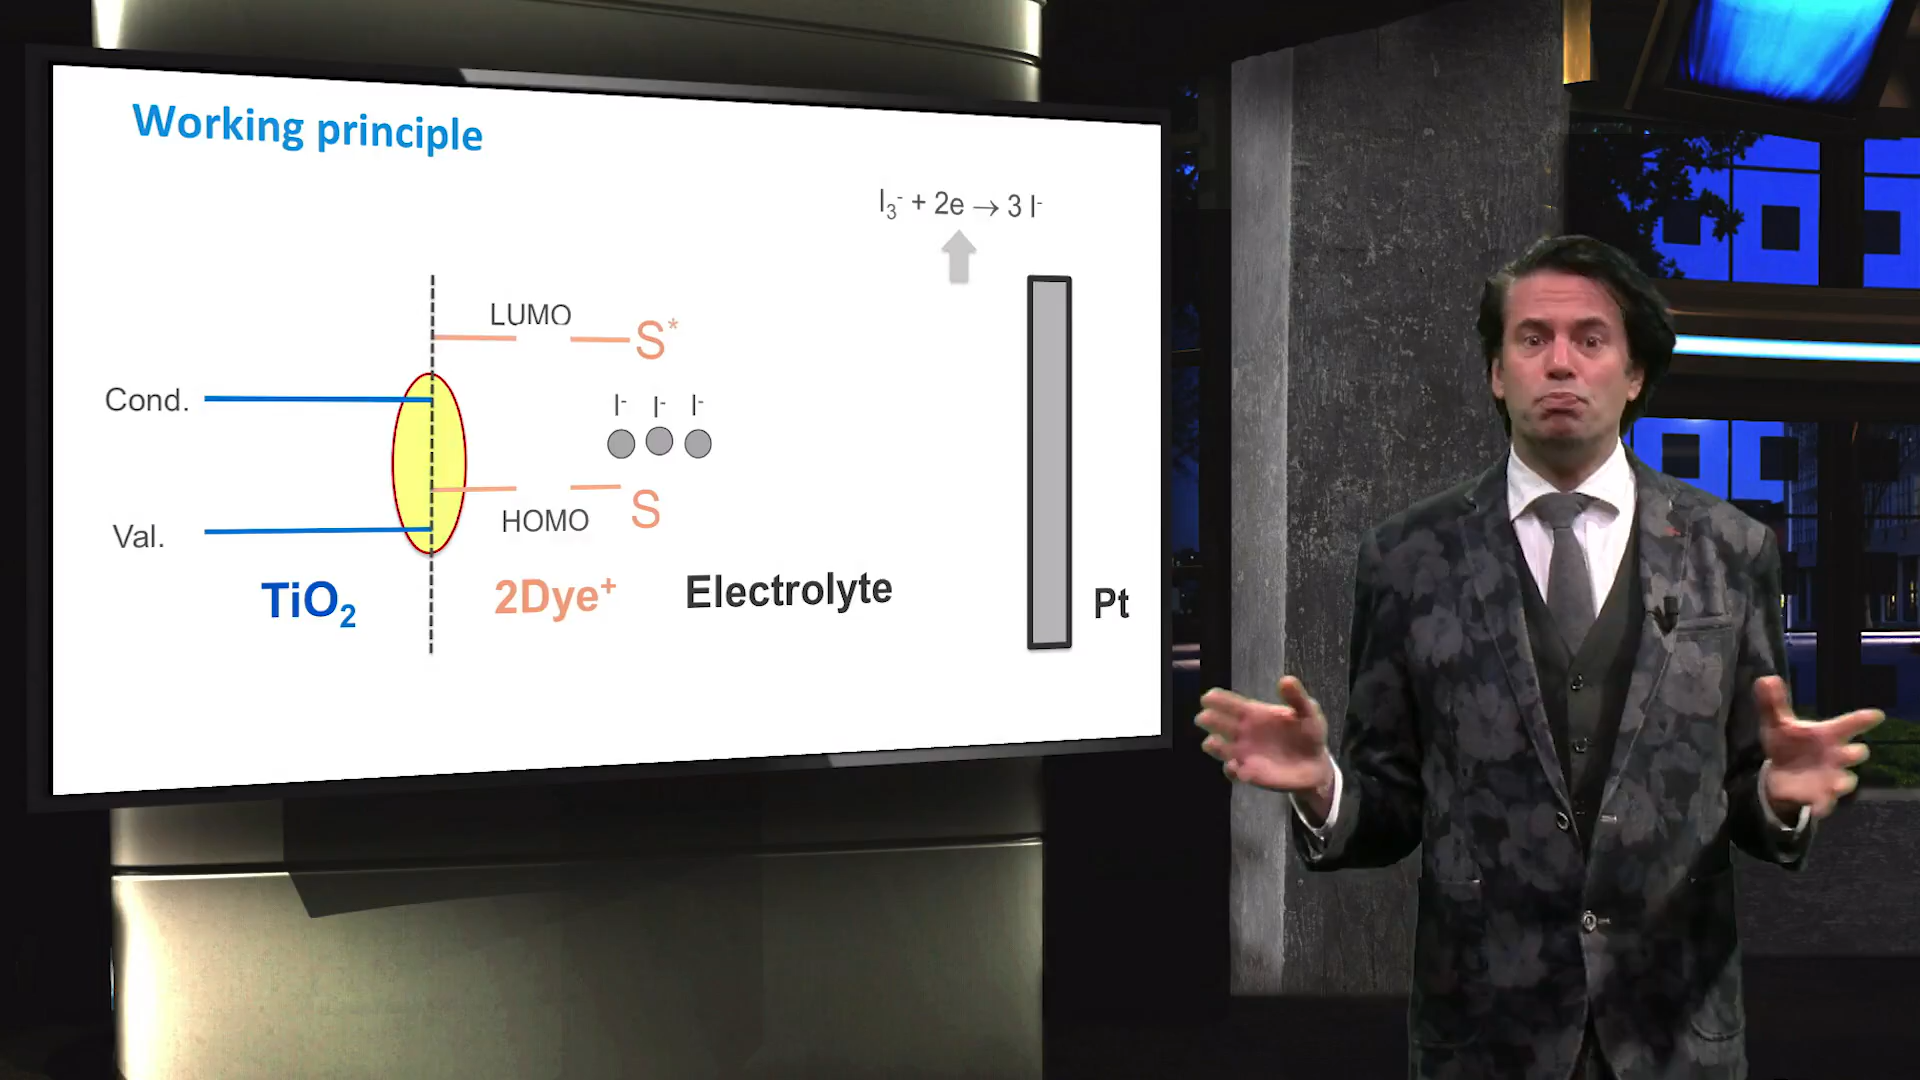 Working principle
I₃⁻ + 2e → 3 I⁻
LUMO
S*
Cond.
I⁻ I⁻ I⁻
HOMO
S
Val.
TiO₂
2Dye⁺
Electrolyte
Pt